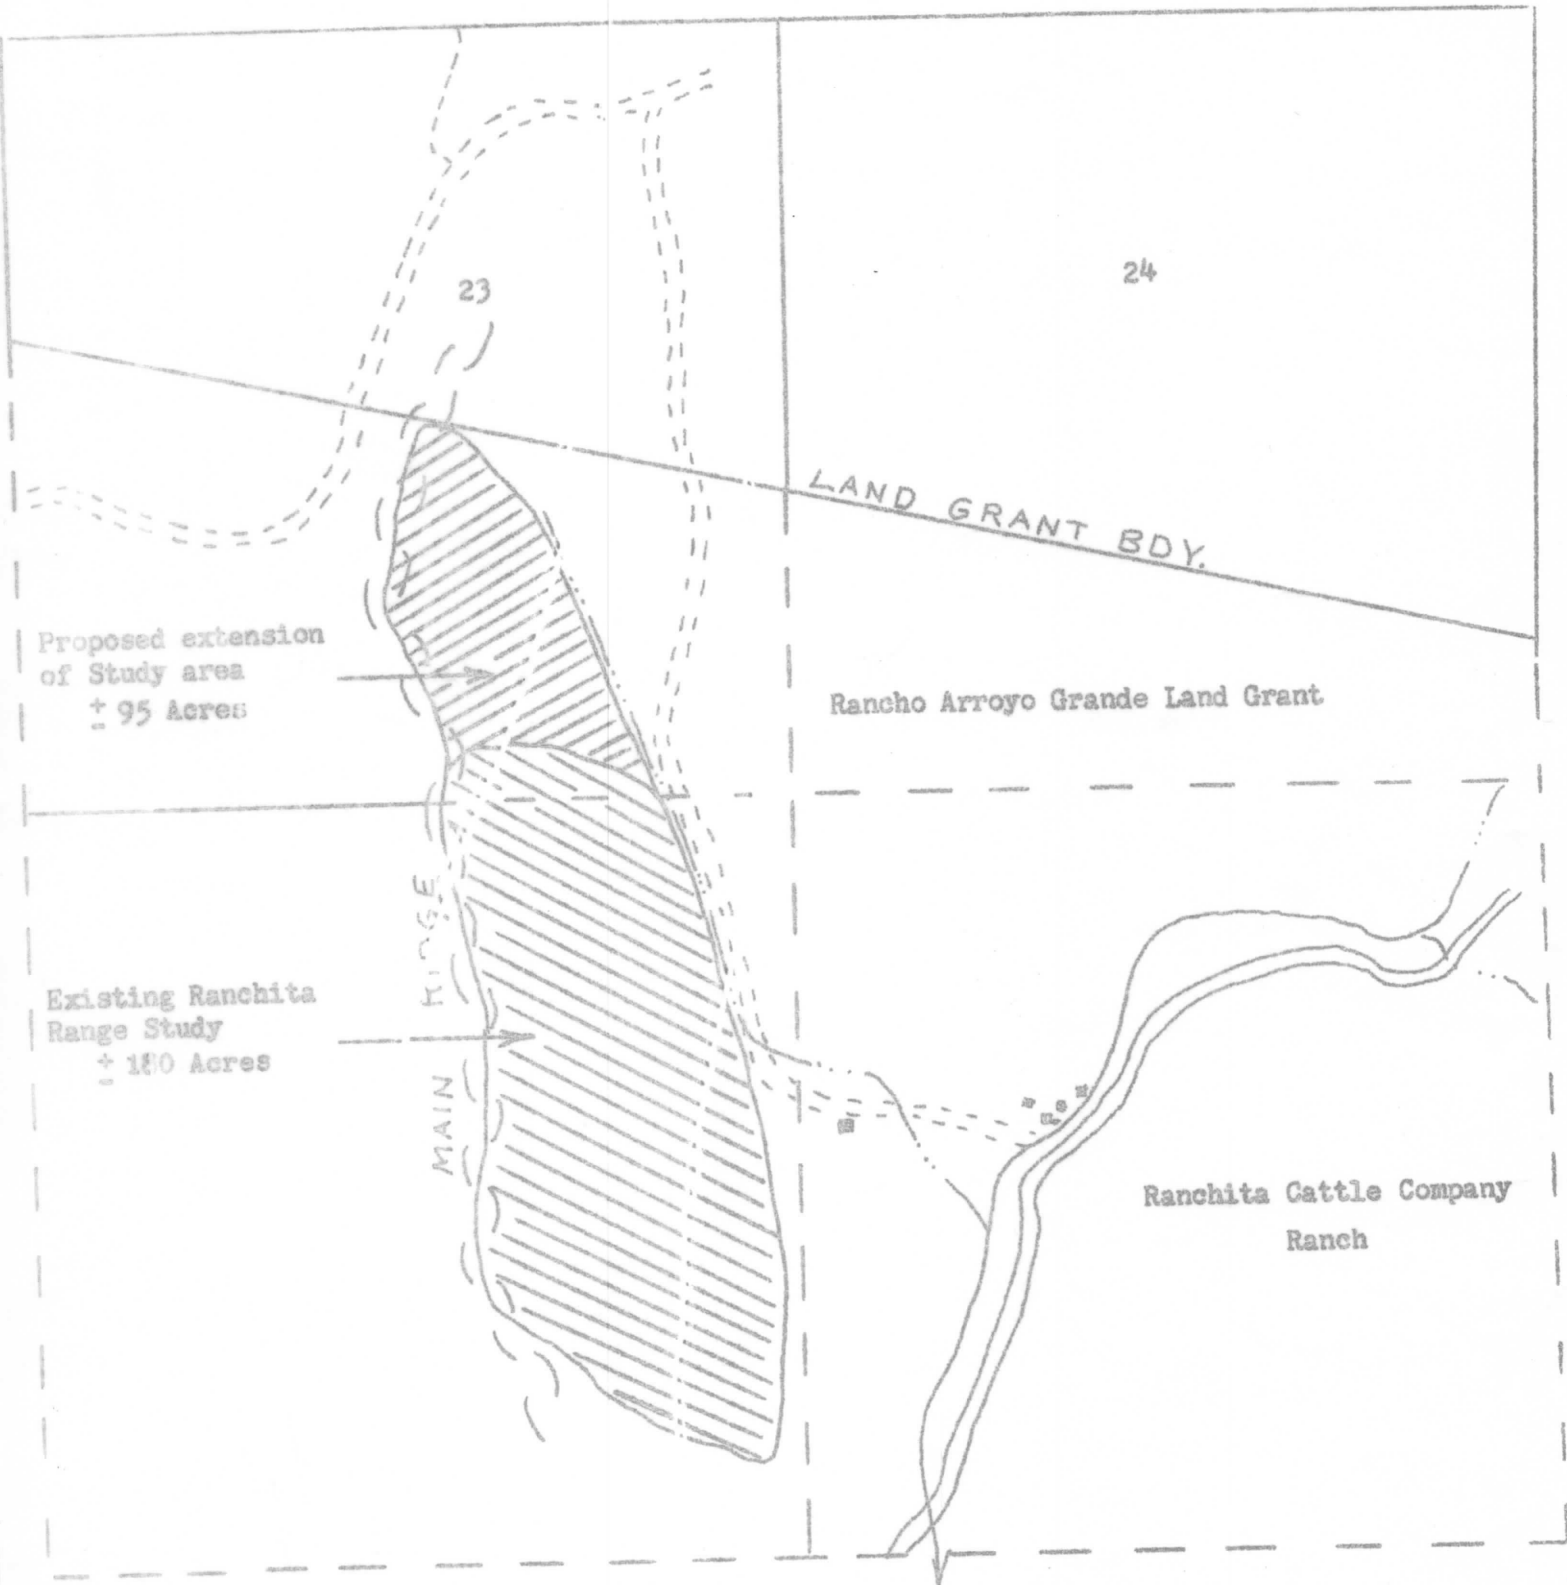 23
24
LAND GRANT BDY.
Proposed extension
of Study area
± 95 Acres
Rancho Arroyo Grande Land Grant
Existing Ranchita
Range Study
± 180 Acres
MAIN RIDGE
Ranchita Cattle Company
Ranch